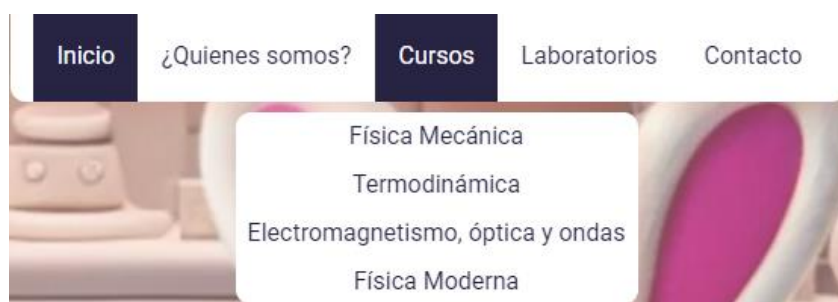 Inicio ¿Quienes somos? Cursos Laboratorios Contacto
Física Mecánica
Termodinámica
Electromagnetismo, óptica y ondas
Física Moderna